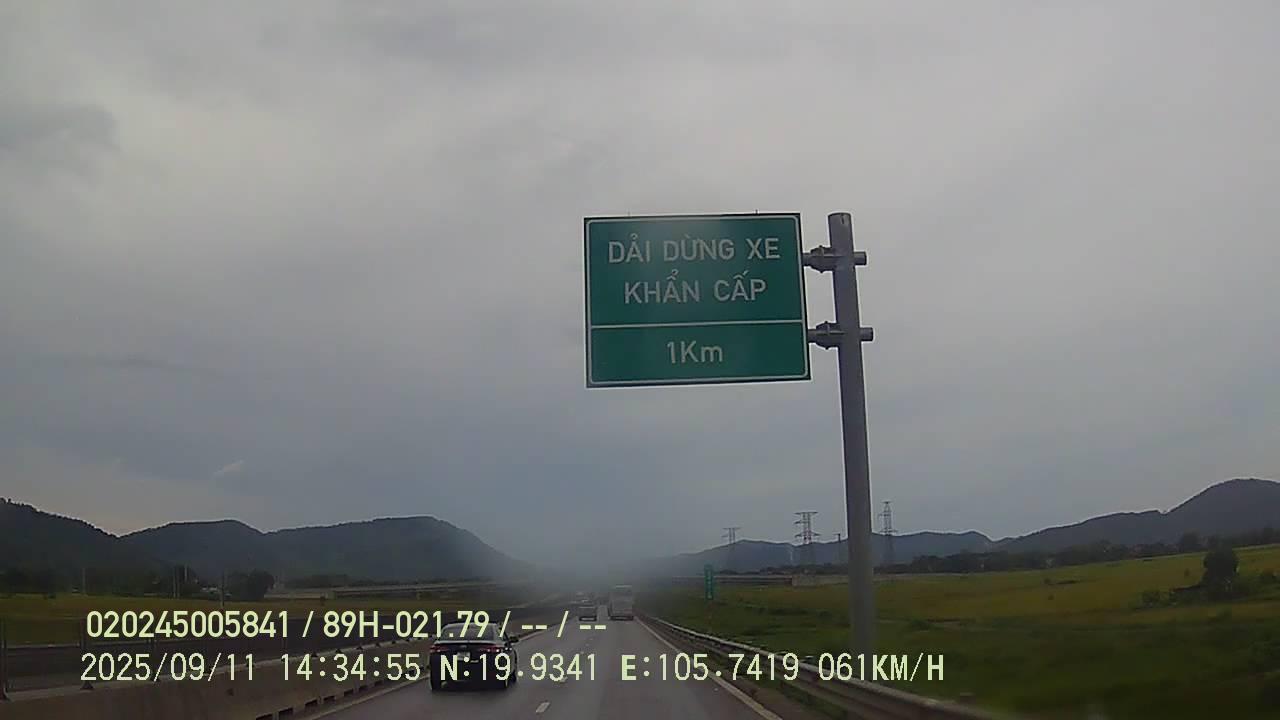 DẢI DỪNG XE
KHẨN CẤP
1Km
020245005841 / 89H-021.79 / -- / --
2025/09/11 14:34:55 N:19.9341 E:105.7419 061KM/H